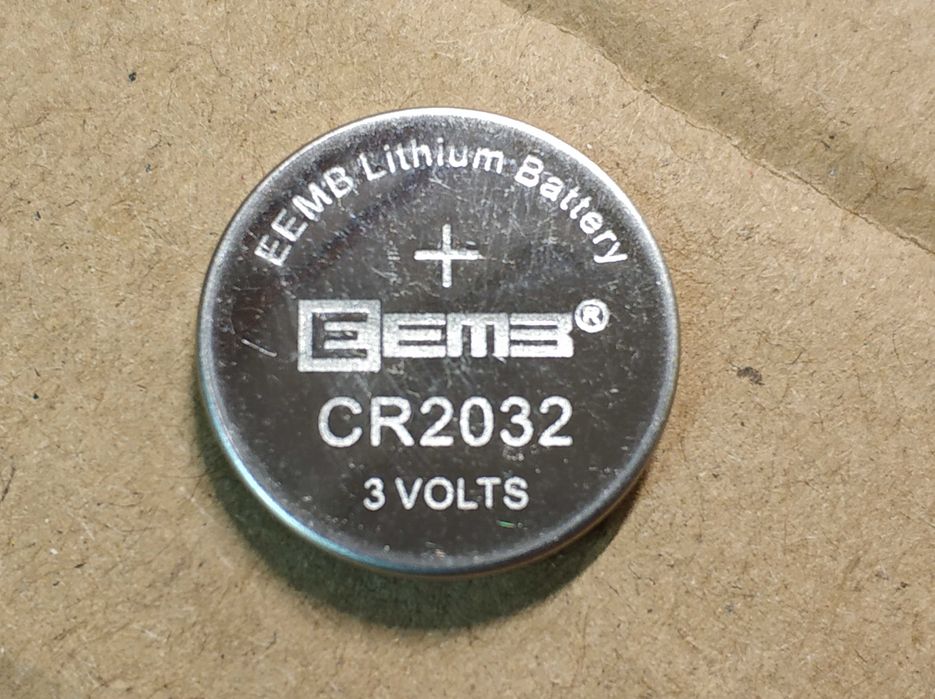 EEMB Lithium Battery
+
EEMB®
CR2032
3 VOLTS